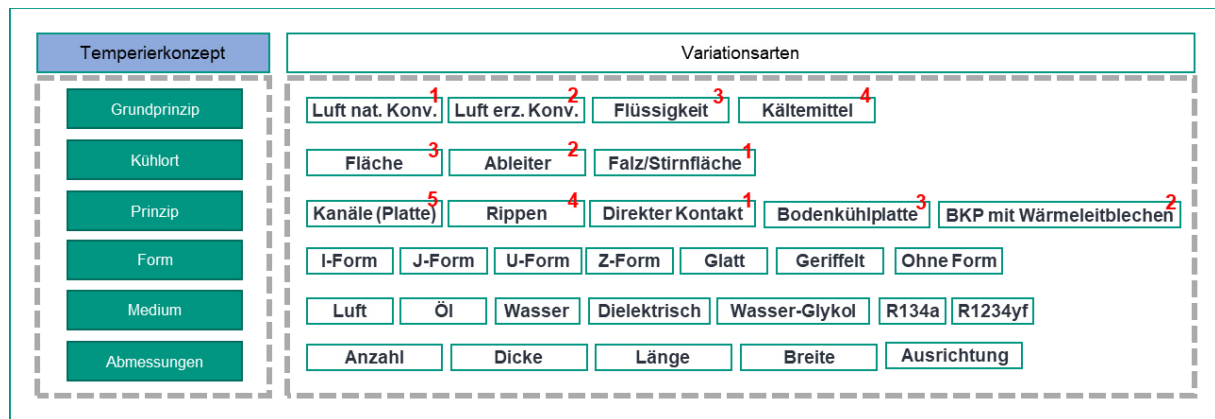 Temperierkonzept Variationsarten
Grundprinzip Luft nat. Konv. 1 Luft erz. Konv. 2 Flüssigkeit 3 Kältemittel 4
Kühlort Fläche 3 Ableiter 2 Falz/Stirnfläche 1
Prinzip Kanäle (Platte) 5 Rippen 4 Direkter Kontakt 1 Bodenkühlplatte 3 BKP mit Wärmeleitblechen 2
Form I-Form J-Form U-Form Z-Form Glatt Geriffelt Ohne Form
Medium Luft Öl Wasser Dielektrisch Wasser-Glykol R134a R1234yf
Abmessungen Anzahl Dicke Länge Breite Ausrichtung